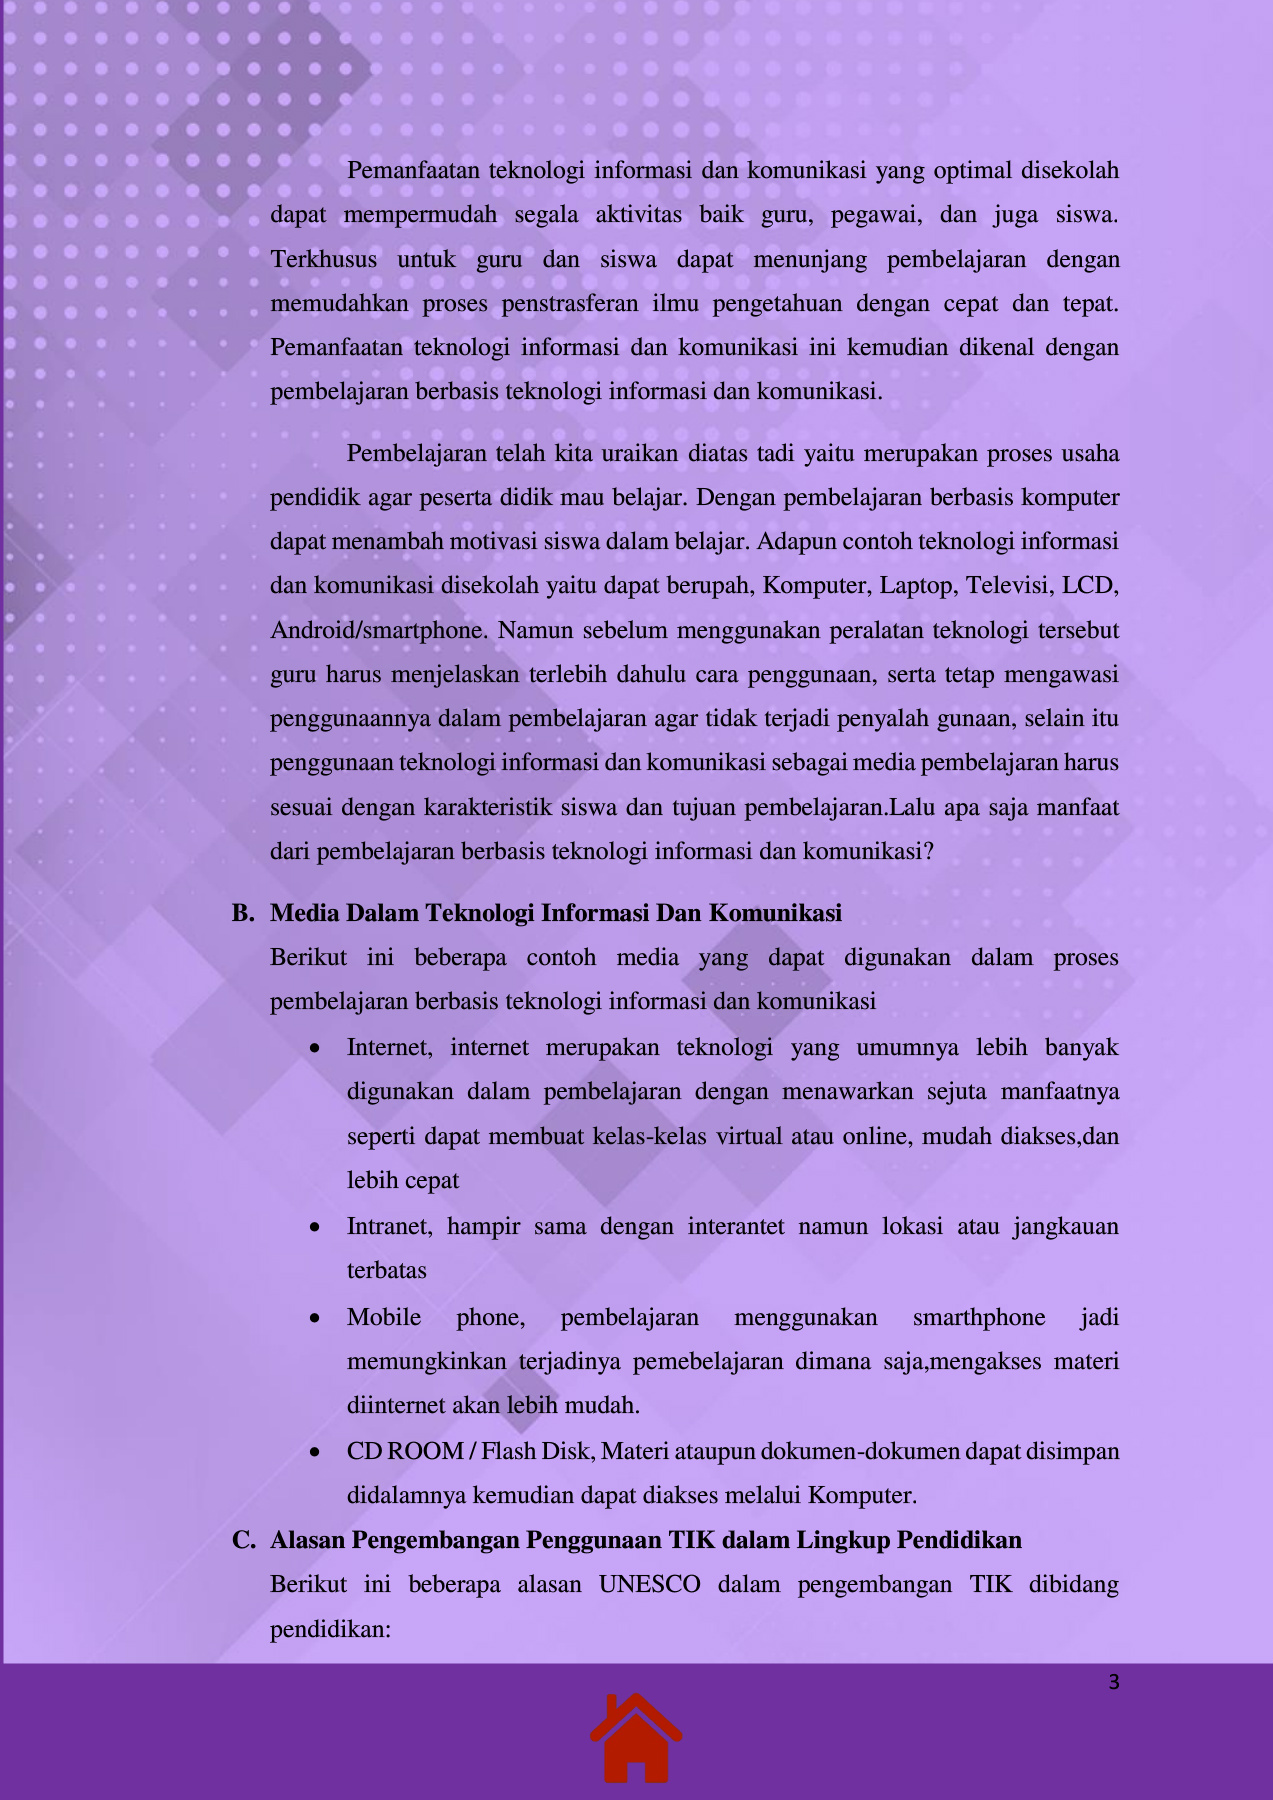 Pemanfaatan teknologi informasi dan komunikasi yang optimal disekolah
dapat mempermudah segala aktivitas baik guru, pegawai, dan juga siswa.
Terkhusus untuk guru dan siswa dapat menunjang pembelajaran dengan
memudahkan proses penstrasferan ilmu pengetahuan dengan cepat dan tepat.
Pemanfaatan teknologi informasi dan komunikasi ini kemudian dikenal dengan
pembelajaran berbasis teknologi informasi dan komunikasi.
Pembelajaran telah kita uraikan diatas tadi yaitu merupakan proses usaha
pendidik agar peserta didik mau belajar. Dengan pembelajaran berbasis komputer
dapat menambah motivasi siswa dalam belajar. Adapun contoh teknologi informasi
dan komunikasi disekolah yaitu dapat berupah, Komputer, Laptop, Televisi, LCD,
Android/smartphone. Namun sebelum menggunakan peralatan teknologi tersebut
guru harus menjelaskan terlebih dahulu cara penggunaan, serta tetap mengawasi
penggunaannya dalam pembelajaran agar tidak terjadi penyalah gunaan, selain itu
penggunaan teknologi informasi dan komunikasi sebagai media pembelajaran harus
sesuai dengan karakteristik siswa dan tujuan pembelajaran.Lalu apa saja manfaat
dari pembelajaran berbasis teknologi informasi dan komunikasi?
B. Media Dalam Teknologi Informasi Dan Komunikasi
Berikut ini beberapa contoh media yang dapat digunakan dalam proses
pembelajaran berbasis teknologi informasi dan komunikasi
• Internet, internet merupakan teknologi yang umumnya lebih banyak
digunakan dalam pembelajaran dengan menawarkan sejuta manfaatnya
seperti dapat membuat kelas-kelas virtual atau online, mudah diakses,dan
lebih cepat
• Intranet, hampir sama dengan interantet namun lokasi atau jangkauan
terbatas
• Mobile phone, pembelajaran menggunakan smarthphone jadi
memungkinkan terjadinya pemebelajaran dimana saja,mengakses materi
diinternet akan lebih mudah.
• CD ROOM / Flash Disk, Materi ataupun dokumen-dokumen dapat disimpan
didalamnya kemudian dapat diakses melalui Komputer.
C. Alasan Pengembangan Penggunaan TIK dalam Lingkup Pendidikan
Berikut ini beberapa alasan UNESCO dalam pengembangan TIK dibidang
pendidikan:
3